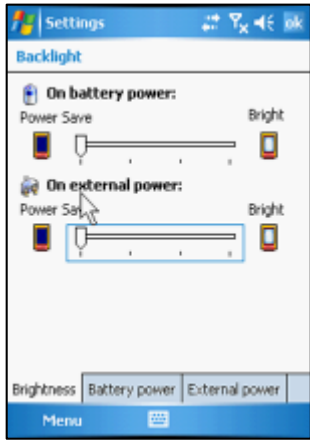 Settings
ok
Backlight
On battery power:
Power Save
Bright
On external power:
Power Sav
Bright
Brightness
Battery power
External power
Menu